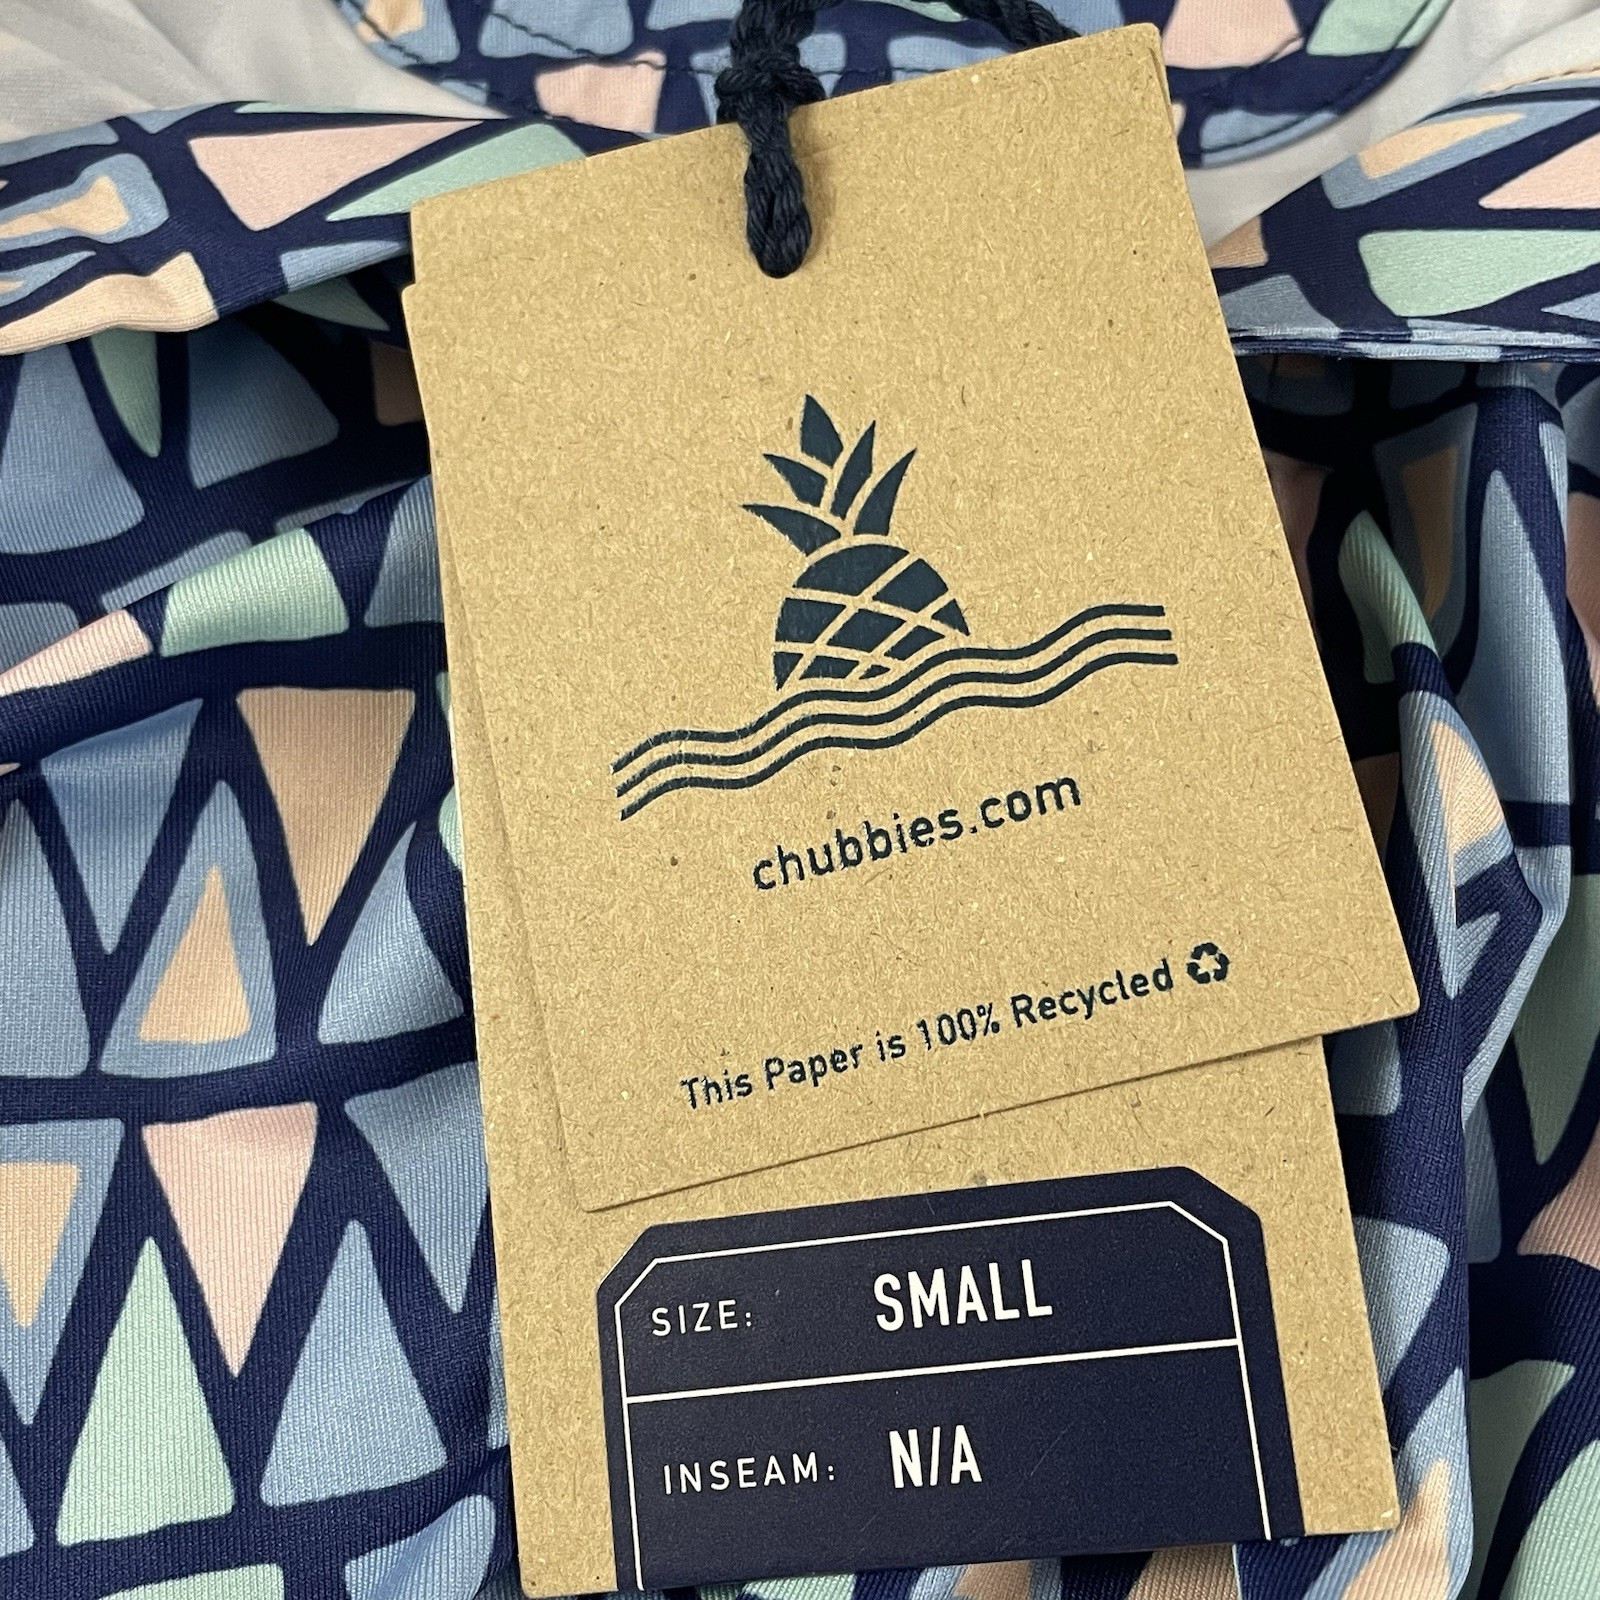 chubbies.com
This Paper is 100% Recycled
SIZE: SMALL
INSEAM: N/A